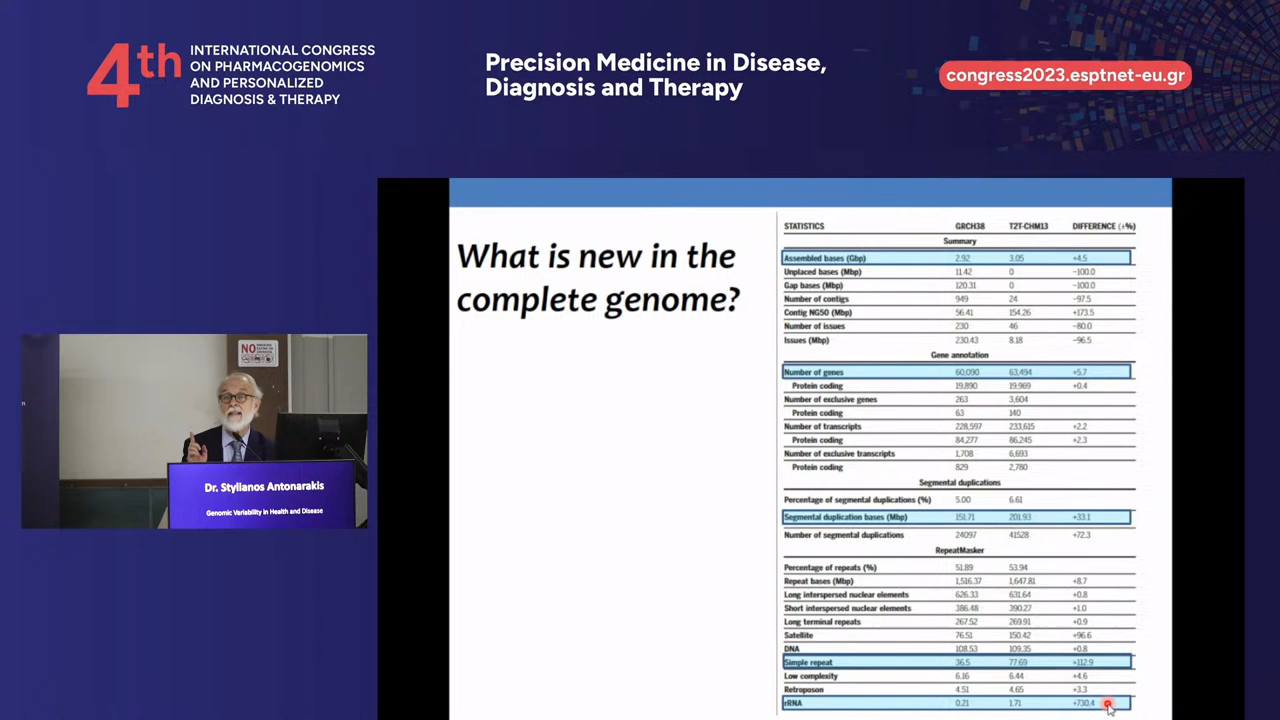 4th
INTERNATIONAL CONGRESS
ON PHARMACOGENOMICS
AND PERSONALIZED
DIAGNOSIS & THERAPY
Precision Medicine in Disease,
Diagnosis and Therapy
congress2023.esptnet-eu.gr
What is new in the
complete genome?
STATISTICS GRCH38 T2T-CHM13 DIFFERENCE (±%)
Summary
Assembled bases (Gbp) 2.92 3.05 +4.5
Unplaced bases (Mbp) 11.42 0 −100.0
Gap bases (Mbp) 120.31 0 −100.0
Number of contigs 949 24 −97.5
Contig NG50 (Mbp) 56.41 154.26 +173.5
Number of issues 230 46 −80.0
Issues (Mbp) 230.43 8.18 −96.5
Gene annotation
Number of genes 60,090 63,494 +5.7
Protein coding 19,890 19,969 +0.4
Number of exclusive genes 263 3,604
Protein coding 63 140
Number of transcripts 228,597 233,615 +2.2
Protein coding 84,277 86,245 +2.3
Number of exclusive transcripts 1,708 6,693
Protein coding 829 2,780
Segmental duplications
Percentage of segmental duplications (%) 5.00 6.61
Segmental duplication bases (Mbp) 151.71 201.93 +33.1
Number of segmental duplications 24097 41528 +72.3
RepeatMasker
Percentage of repeats (%) 51.89 53.94
Repeat bases (Mbp) 1,516.37 1,647.81 +8.7
Long interspersed nuclear elements 626.33 631.64 +0.8
Short interspersed nuclear elements 386.48 390.27 +1.0
Long terminal repeats 267.52 269.91 +0.9
Satellite 76.51 150.42 +96.6
DNA 108.53 109.35 +0.8
Simple repeat 36.5 77.69 +112.9
Low complexity 6.16 6.44 +4.6
Retroposon 4.51 4.65 +3.3
rRNA 0.21 1.71 +730.4
NO
Dr. Stylianos Antonarakis
Genomic Variability in Health and Disease